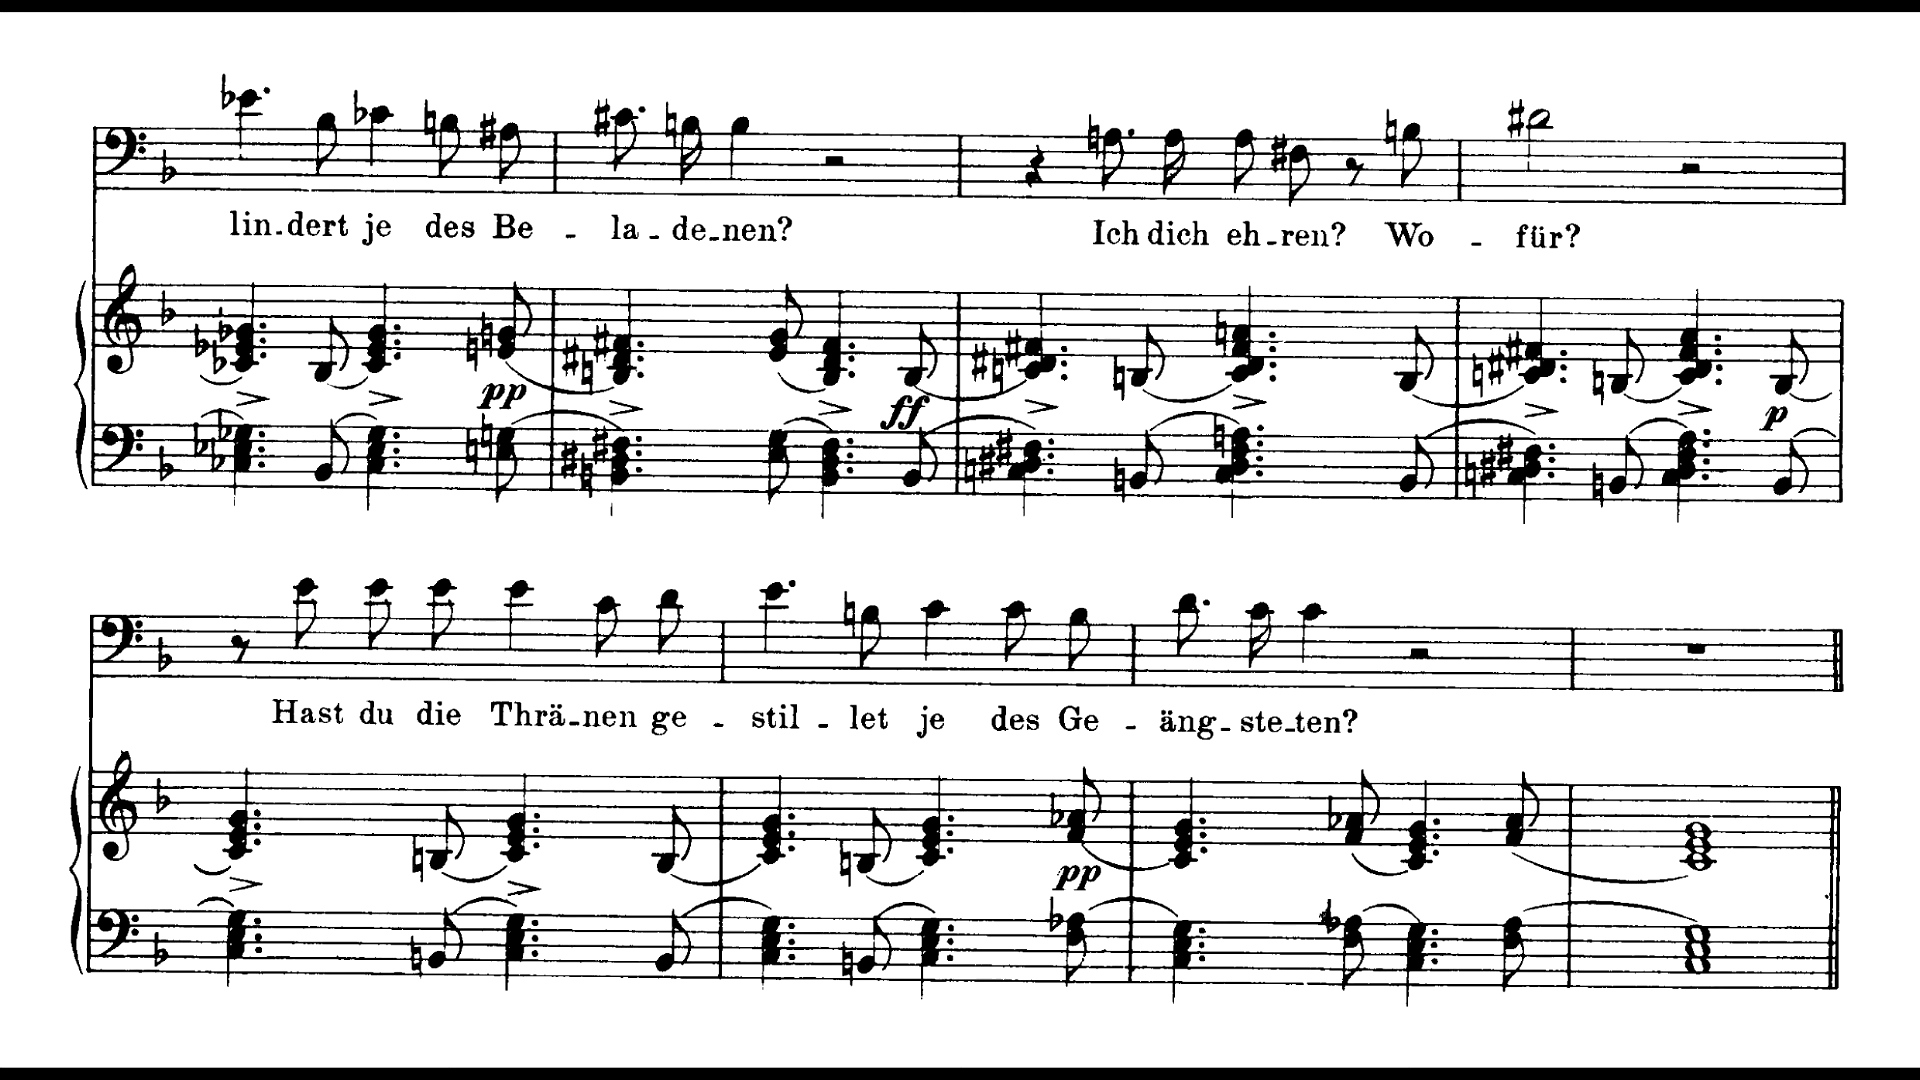 lin-dert je des Be - la-de-nen? Ich dich eh-ren? Wo - für?
pp ff p
Hast du die Thrä-nen ge - stil - let je des Ge - äng-ste-ten?
pp